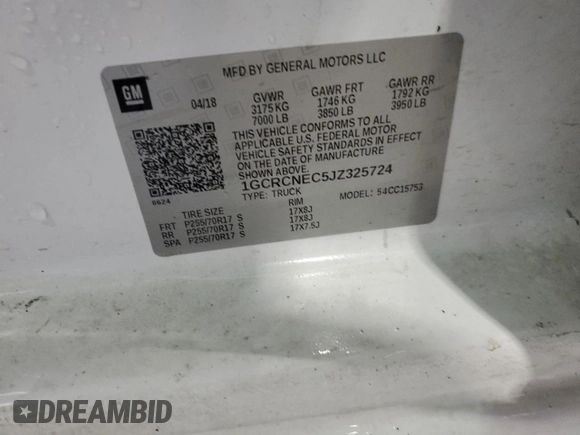 MFD BY GENERAL MOTORS LLC
GM
04/18 GVWR GAWR FRT GAWR RR
3175 KG 1746 KG 1792 KG
7000 LB 3850 LB 3950 LB
THIS VEHICLE CONFORMS TO ALL
APPLICABLE U.S. FEDERAL MOTOR
VEHICLE SAFETY STANDARDS IN
EFFECT ON THE DATE OF MANUFACTURE
SHOWN ABOVE.
1GCRCNEC5JZ325724
TYPE: TRUCK 54CC15753
0624
TIRE SIZE RIM
FRT P255/70R17 S 17X8J
RR P255/70R17 S 17X8J
SPA P255/70R17 S 17X7.5J
DREAMBID